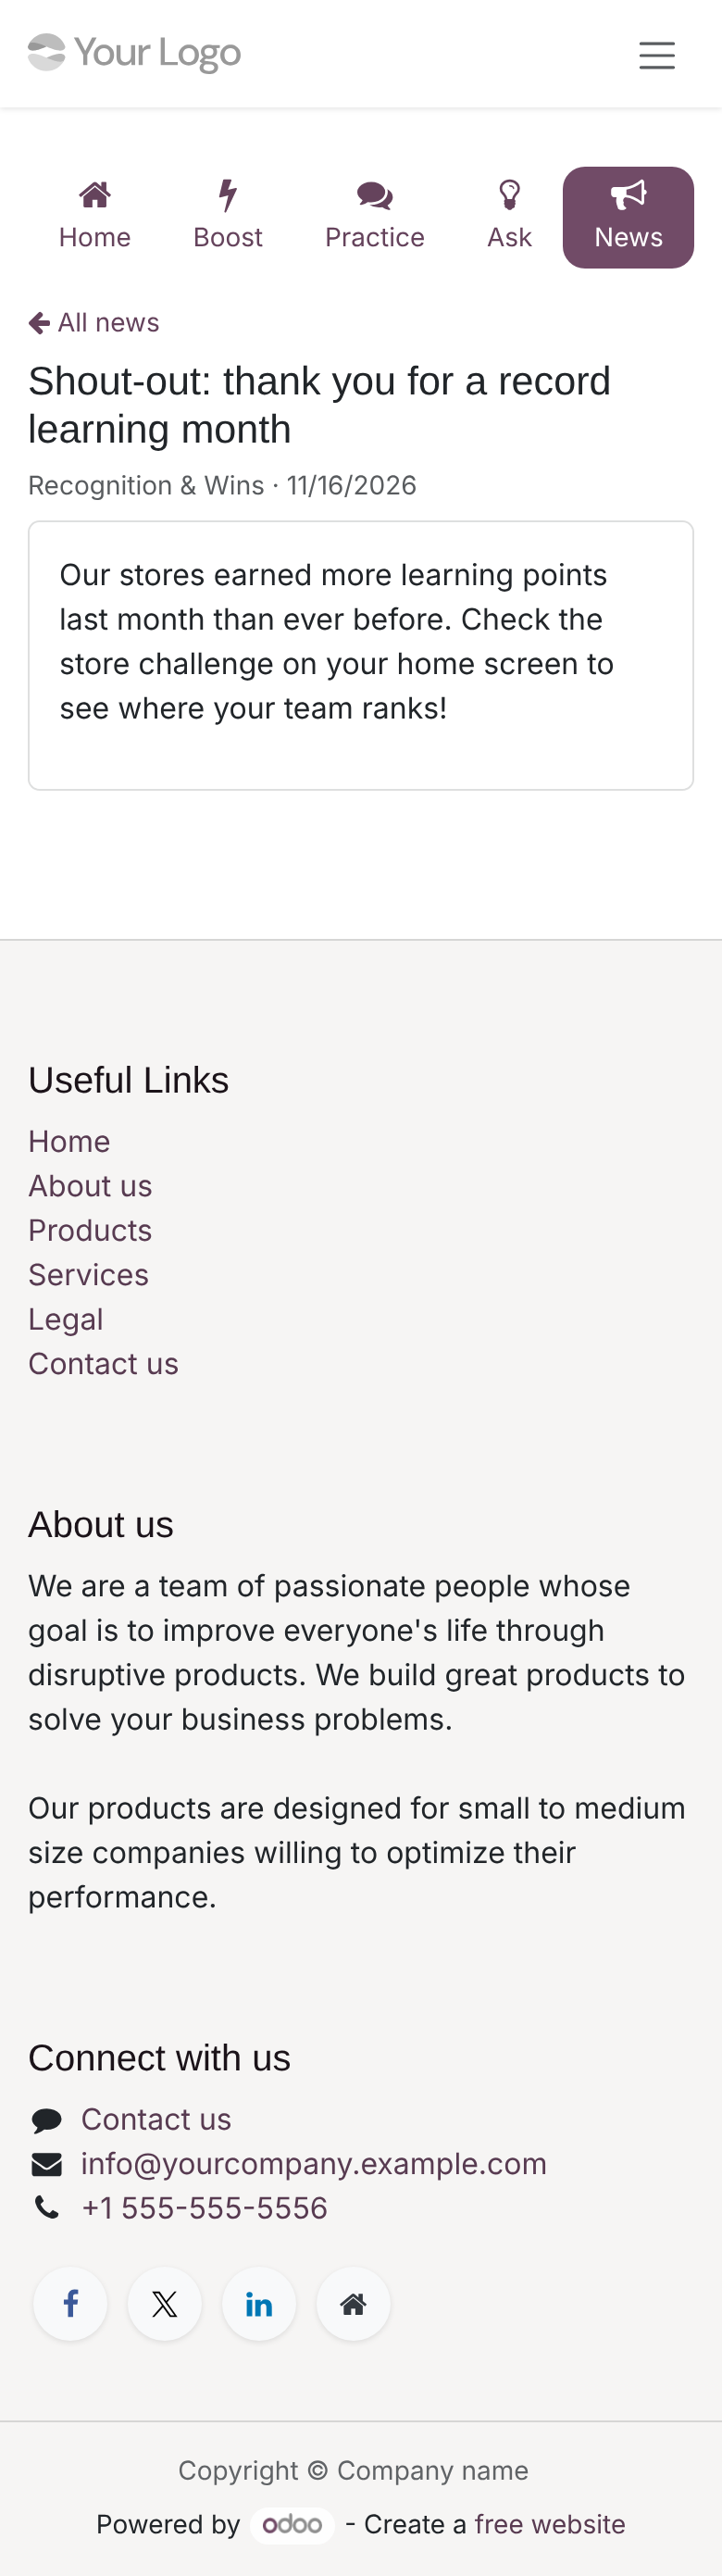 Your Logo
Home
Boost
Practice
Ask
News
All news
Shout-out: thank you for a record
learning month
Recognition & Wins · 11/16/2026
Our stores earned more learning points
last month than ever before. Check the
store challenge on your home screen to
see where your team ranks!
Useful Links
Home
About us
Products
Services
Legal
Contact us
About us
We are a team of passionate people whose
goal is to improve everyone's life through
disruptive products. We build great products to
solve your business problems.
Our products are designed for small to medium
size companies willing to optimize their
performance.
Connect with us
Contact us
info@yourcompany.example.com
+1 555-555-5556
Copyright © Company name
Powered by odoo - Create a free website